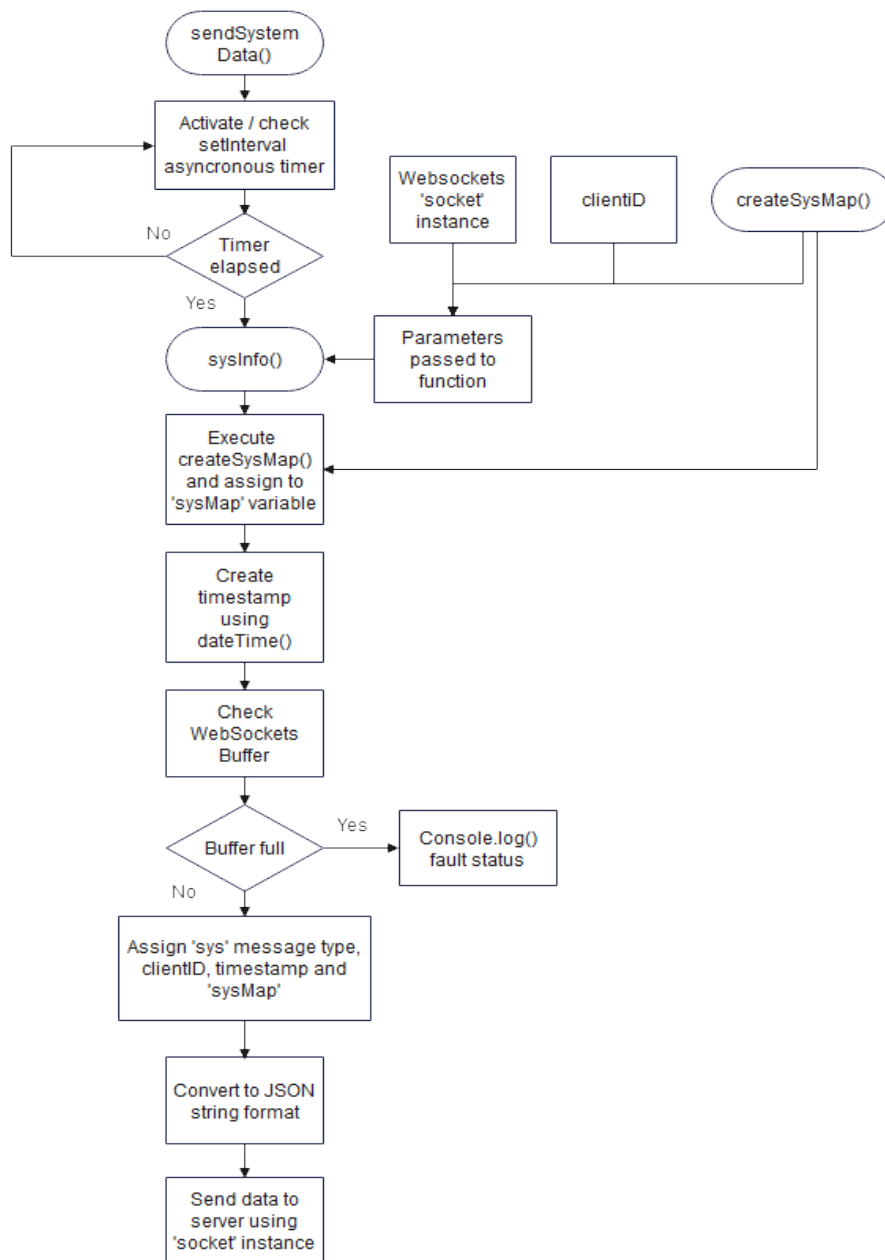 sendSystem
Data()
Activate / check
setInterval
asyncronous timer
Websockets
'socket'
instance
clientiD
createSysMap()
No
Timer
elapsed
Yes
sysInfo()
Parameters
passed to
function
Execute
createSysMap()
and assign to
'sysMap' variable
Create
timestamp
using
dateTime()
Check
WebSockets
Buffer
Buffer full
Yes
Console.log()
fault status
No
Assign 'sys' message type,
clientID, timestamp and
'sysMap'
Convert to JSON
string format
Send data to
server using
'socket' instance